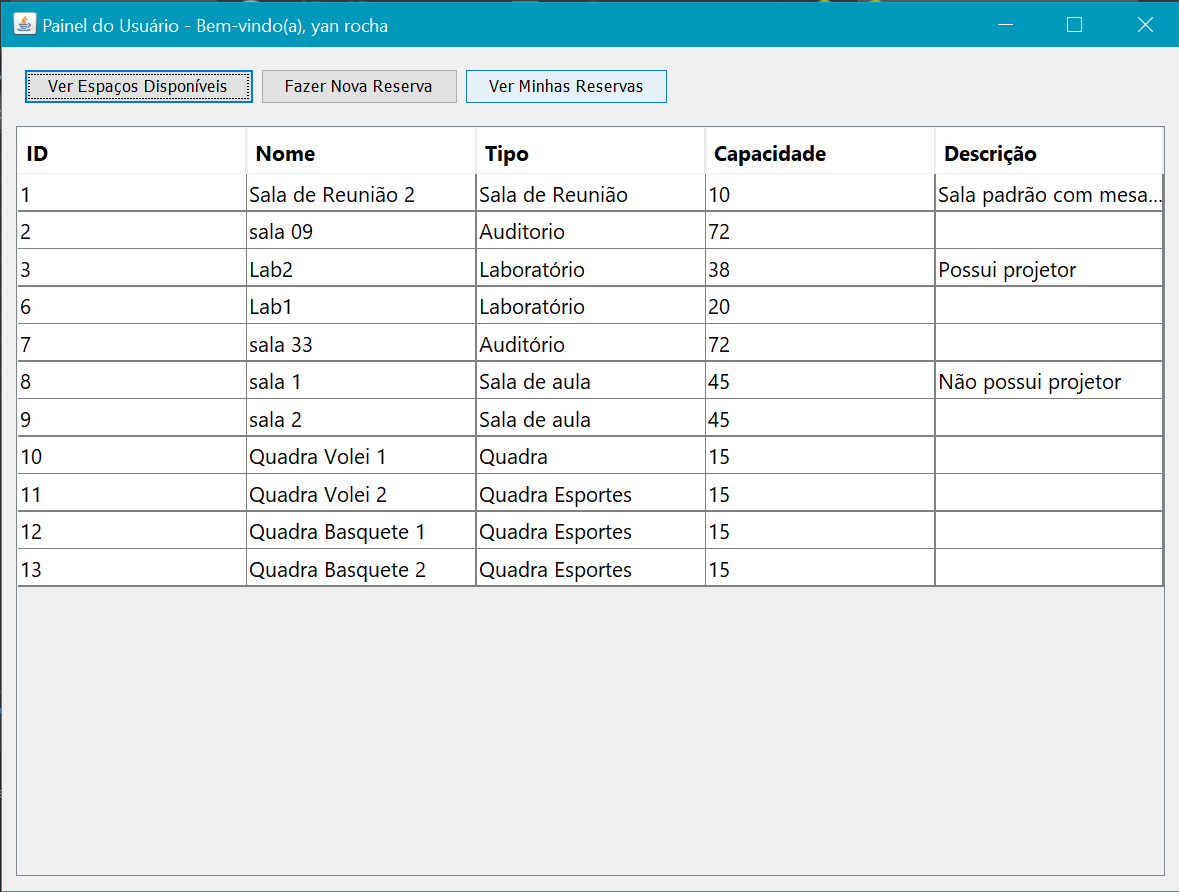 Painel do Usuário - Bem-vindo(a), yan rocha
Ver Espaços Disponíveis Fazer Nova Reserva Ver Minhas Reservas
ID Nome Tipo Capacidade Descrição
1 Sala de Reunião 2 Sala de Reunião 10 Sala padrão com mesa...
2 sala 09 Auditorio 72
3 Lab2 Laboratório 38 Possui projetor
6 Lab1 Laboratório 20
7 sala 33 Auditório 72
8 sala 1 Sala de aula 45 Não possui projetor
9 sala 2 Sala de aula 45
10 Quadra Volei 1 Quadra 15
11 Quadra Volei 2 Quadra Esportes 15
12 Quadra Basquete 1 Quadra Esportes 15
13 Quadra Basquete 2 Quadra Esportes 15